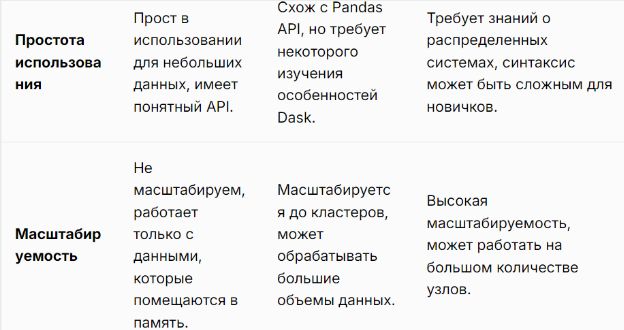 Простота
использова
ния
Прост в
использовании
для небольших
данных, имеет
понятный API.
Схож с Pandas
API, но требует
некоторого
изучения
особенностей
Dask.
Требует знаний о
распределенных
системах, синтаксис
может быть сложным для
новичков.
Масштабир
уемость
Не
масштабируем,
работает
только с
данными,
которые
помещаются в
память.
Масштабируетс
я до кластеров,
может
обрабатывать
большие
объемы данных.
Высокая
масштабируемость,
может работать на
большом количестве
узлов.